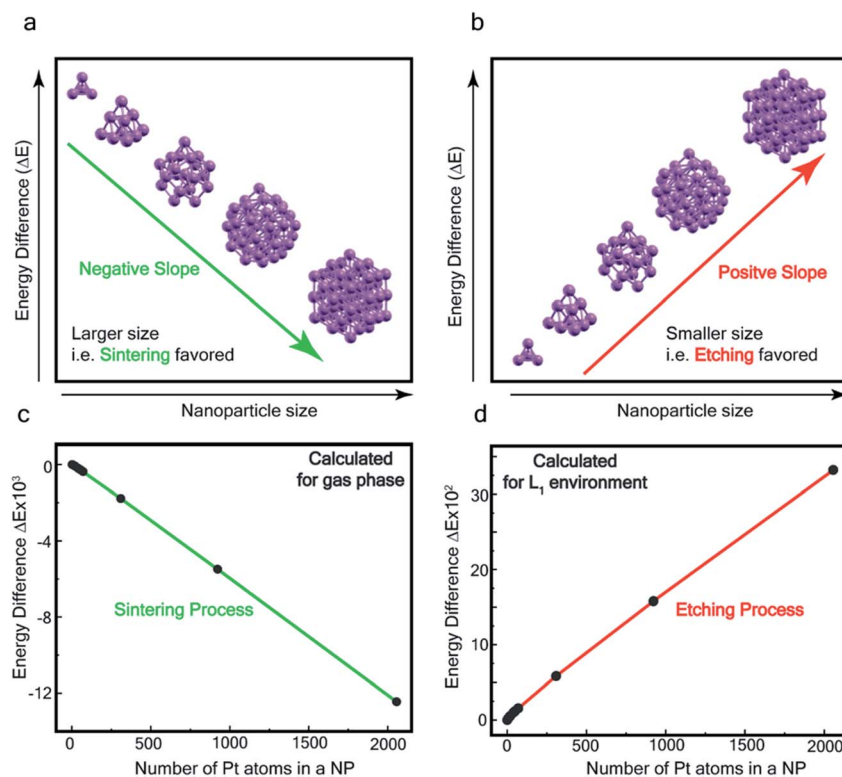 a
Energy Difference (ΔE)
Negative Slope
Larger size
i.e. Sintering favored
Nanoparticle size
b
Energy Difference (ΔE)
Positve Slope
Smaller size
i.e. Etching favored
Nanoparticle size
c
Energy Difference ΔEx10³
0
-4
-8
-12
Calculated
for gas phase
Sintering Process
0
500
1000
1500
2000
Number of Pt atoms in a NP
d
Energy Difference ΔEx10²
30
20
10
0
Calculated
for L₁ environment
Etching Process
0
500
1000
1500
2000
Number of Pt atoms in a NP